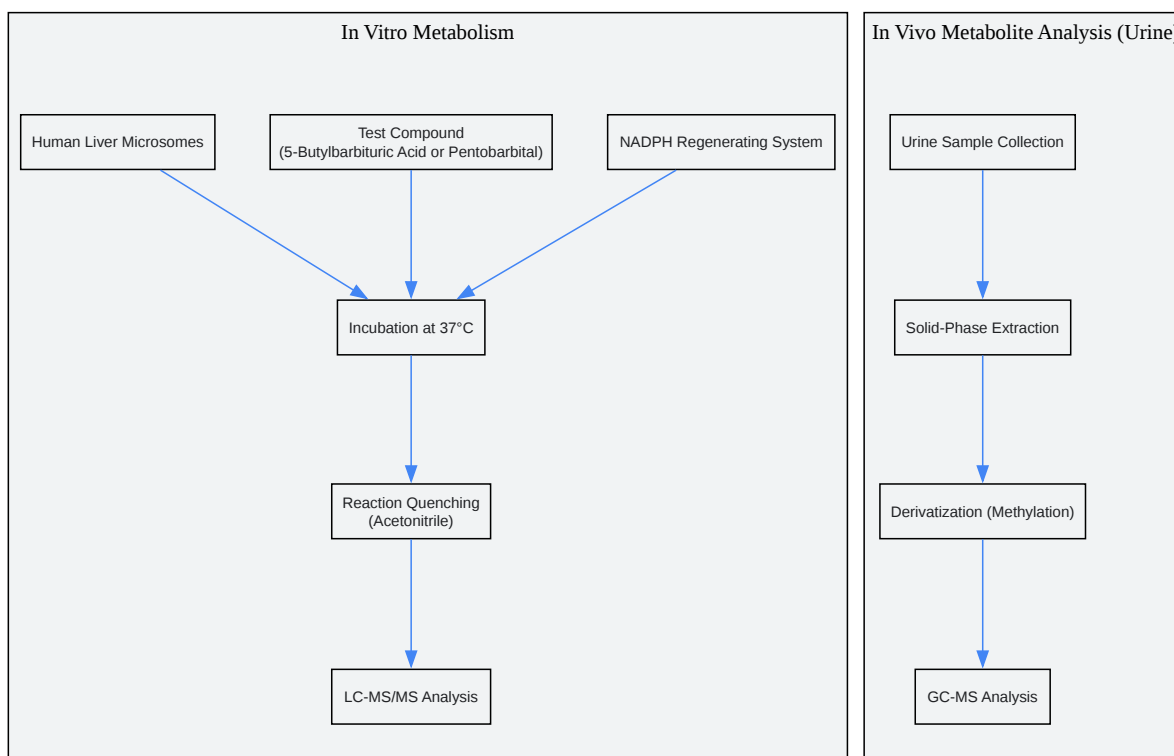 In Vitro Metabolism
Human Liver Microsomes
Test Compound
(5-Butylbarbituric Acid or Pentobarbital)
NADPH Regenerating System
Incubation at 37°C
Reaction Quenching
(Acetonitrile)
LC-MS/MS Analysis
In Vivo Metabolite Analysis (Urine)
Urine Sample Collection
Solid-Phase Extraction
Derivatization (Methylation)
GC-MS Analysis